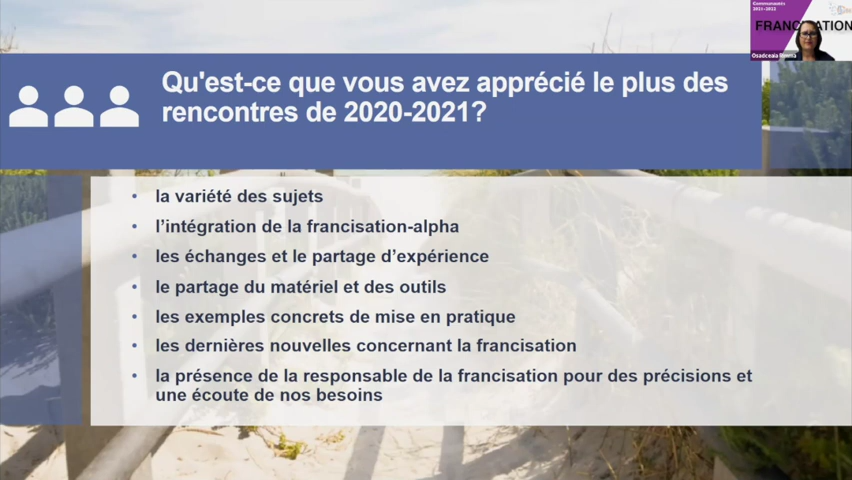 Communautés
2021-2022
FRANCISATION
Qu'est-ce que vous avez apprécié le plus des
rencontres de 2020-2021?
• la variété des sujets
• l’intégration de la francisation-alpha
• les échanges et le partage d’expérience
• le partage du matériel et des outils
• les exemples concrets de mise en pratique
• les dernières nouvelles concernant la francisation
• la présence de la responsable de la francisation pour des précisions et
une écoute de nos besoins